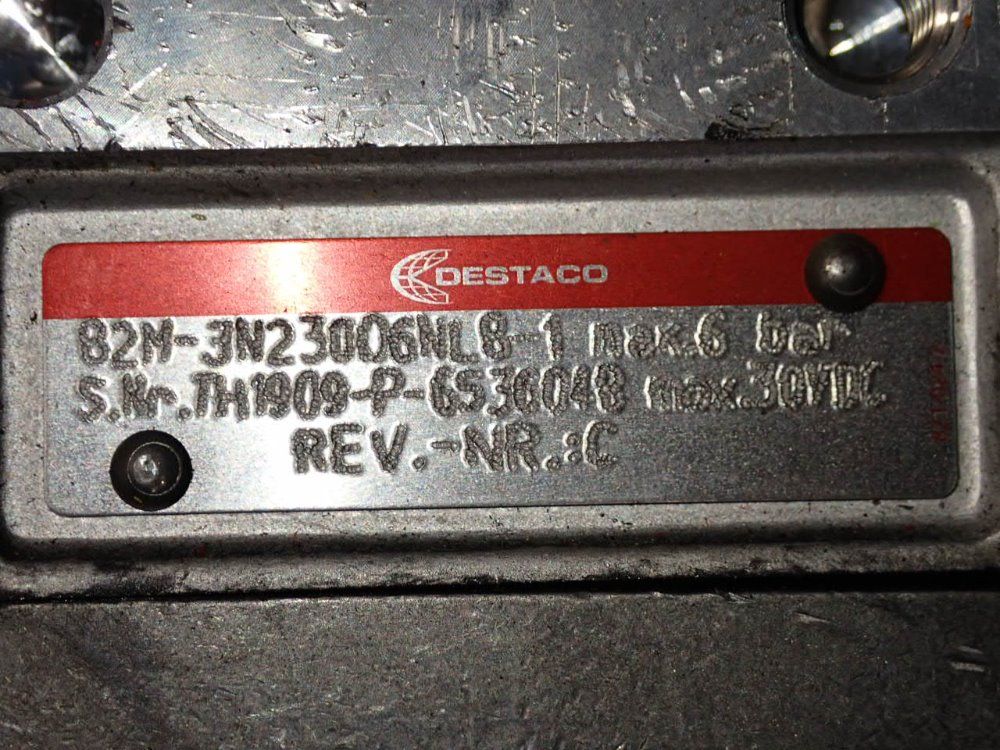 DESTACO
82M-3N23006NL8-1 max.6 bar
S.Nr.TH1909-P-6536048 max.30VDC
REV.-NR.:C